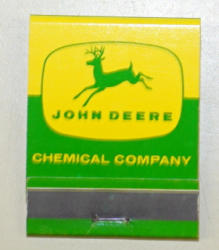 JOHN DEERE
CHEMICAL COMPANY